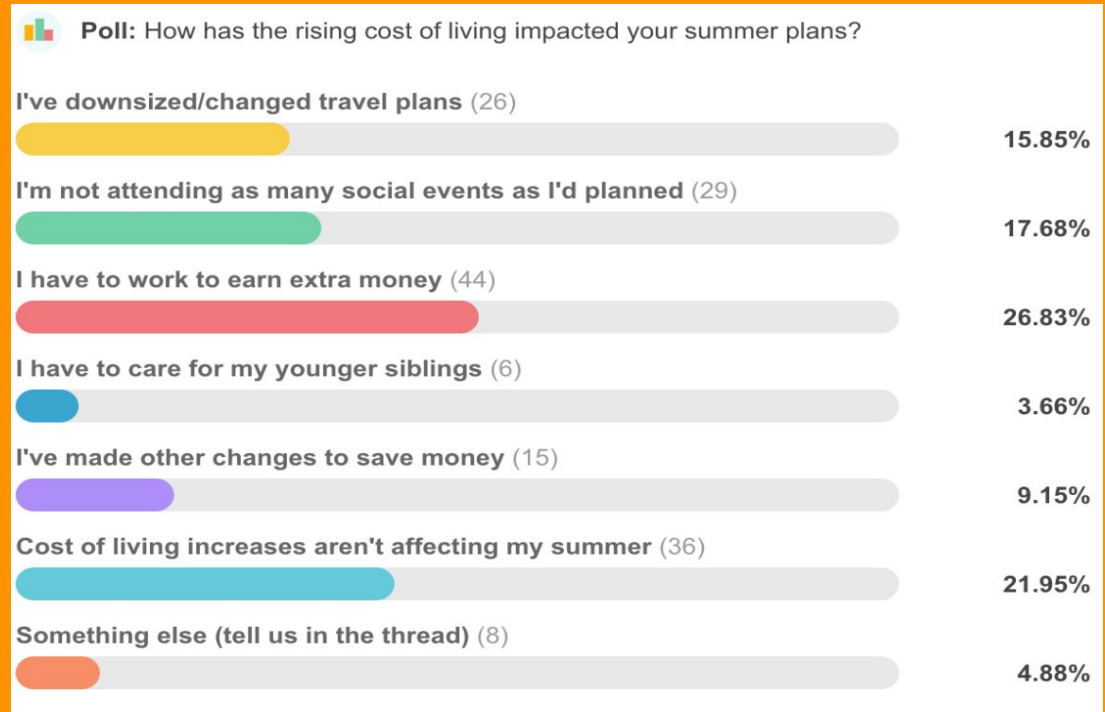 Poll: How has the rising cost of living impacted your summer plans?
I've downsized/changed travel plans (26)
15.85%
I'm not attending as many social events as I'd planned (29)
17.68%
I have to work to earn extra money (44)
26.83%
I have to care for my younger siblings (6)
3.66%
I've made other changes to save money (15)
9.15%
Cost of living increases aren't affecting my summer (36)
21.95%
Something else (tell us in the thread) (8)
4.88%